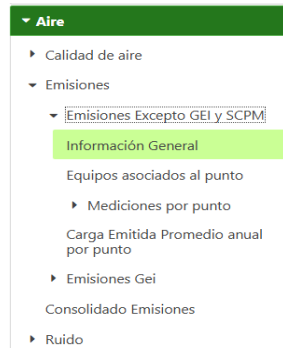 Aire
Calidad de aire
Emisiones
Emisiones Excepto GEI y SCPM
Información General
Equipos asociados al punto
Mediciones por punto
Carga Emitida Promedio anual
por punto
Emisiones Gei
Consolidado Emisiones
Ruido